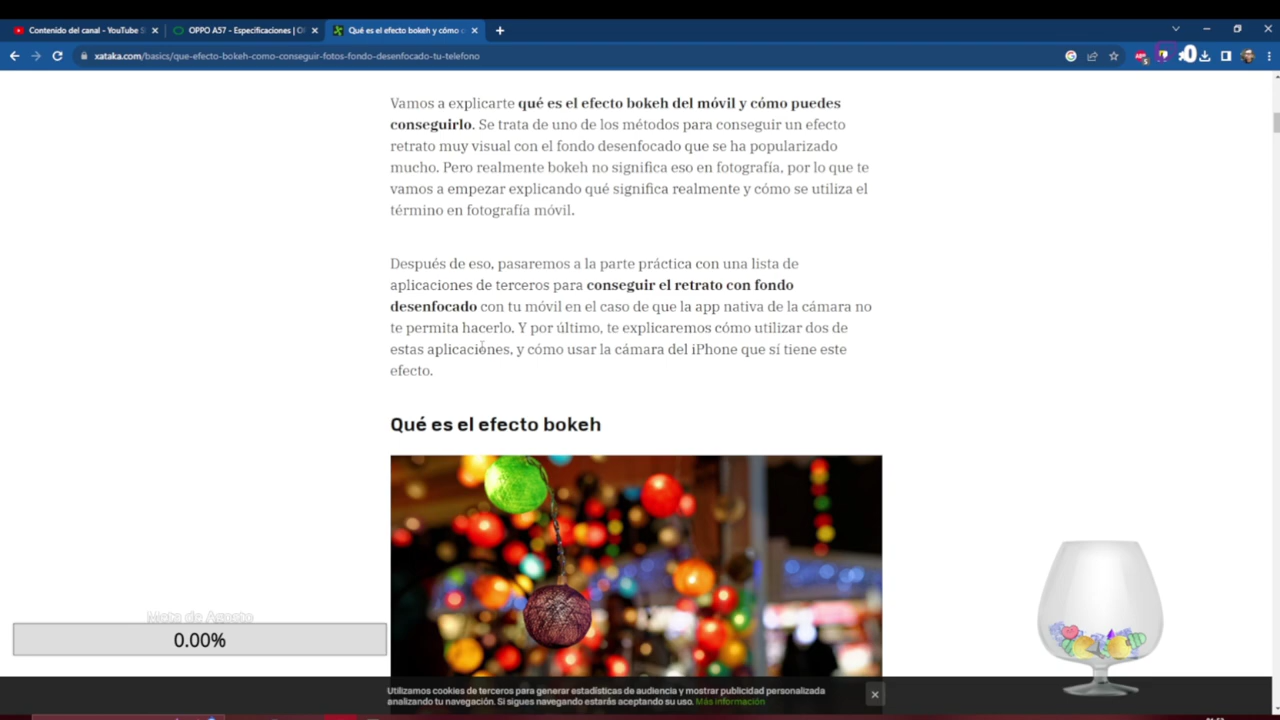 Contenido del canal - YouTube S
OPPO A57 - Especificaciones | O
Qué es el efecto bokeh y cómo c
xataka.com/basics/que-efecto-bokeh-como-conseguir-fotos-fondo-desenfocado-tu-telefono
Vamos a explicarte qué es el efecto bokeh del móvil y cómo puedes
conseguirlo. Se trata de uno de los métodos para conseguir un efecto
retrato muy visual con el fondo desenfocado que se ha popularizado
mucho. Pero realmente bokeh no significa eso en fotografía, por lo que te
vamos a empezar explicando qué significa realmente y cómo se utiliza el
término en fotografía móvil.
Después de eso, pasaremos a la parte práctica con una lista de
aplicaciones de terceros para conseguir el retrato con fondo
desenfocado con tu móvil en el caso de que la app nativa de la cámara no
te permita hacerlo. Y por último, te explicaremos cómo utilizar dos de
estas aplicaciones, y cómo usar la cámara del iPhone que sí tiene este
efecto.
Qué es el efecto bokeh
Meta de Agosto
0.00%
Utilizamos cookies de terceros para generar estadísticas de audiencia y mostrar publicidad personalizada
analizando tu navegación. Si sigues navegando estarás aceptando su uso. Más información